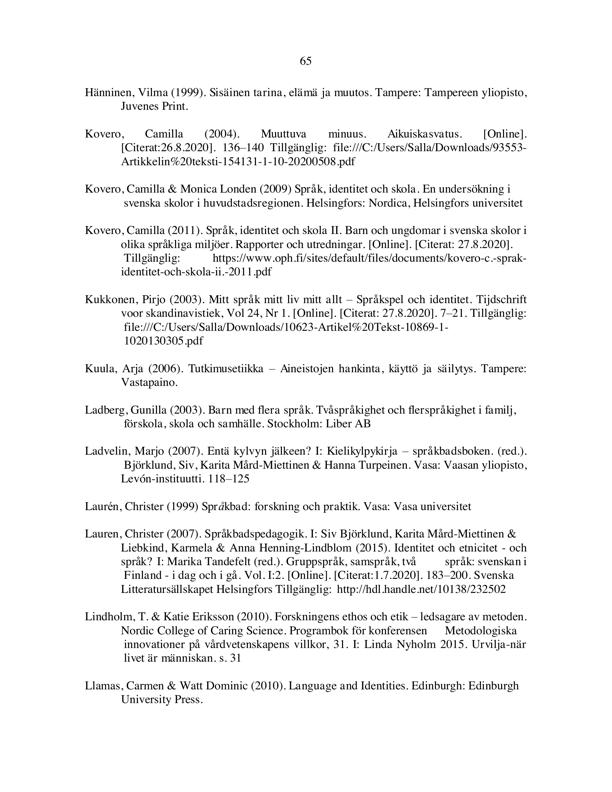 65
Hänninen, Vilma (1999). Sisäinen tarina, elämä ja muutos. Tampere: Tampereen yliopisto,
Juvenes Print.
Kovero, Camilla (2004). Muuttuva minuus. Aikuiskasvatus. [Online].
[Citerat:26.8.2020]. 136–140 Tillgänglig: file:///C:/Users/Salla/Downloads/93553-
Artikkelin%20teksti-154131-1-10-20200508.pdf
Kovero, Camilla & Monica Londen (2009) Språk, identitet och skola. En undersökning i
svenska skolor i huvudstadsregionen. Helsingfors: Nordica, Helsingfors universitet
Kovero, Camilla (2011). Språk, identitet och skola II. Barn och ungdomar i svenska skolor i
olika språkliga miljöer. Rapporter och utredningar. [Online]. [Citerat: 27.8.2020].
Tillgänglig: https://www.oph.fi/sites/default/files/documents/kovero-c.-sprak-
identitet-och-skola-ii.-2011.pdf
Kukkonen, Pirjo (2003). Mitt språk mitt liv mitt allt – Språkspel och identitet. Tijdschrift
voor skandinavistiek, Vol 24, Nr 1. [Online]. [Citerat: 27.8.2020]. 7–21. Tillgänglig:
file:///C:/Users/Salla/Downloads/10623-Artikel%20Tekst-10869-1-
1020130305.pdf
Kuula, Arja (2006). Tutkimusetiikka – Aineistojen hankinta, käyttö ja säilytys. Tampere:
Vastapaino.
Ladberg, Gunilla (2003). Barn med flera språk. Tvåspråkighet och flerspråkighet i familj,
förskola, skola och samhälle. Stockholm: Liber AB
Ladvelin, Marjo (2007). Entä kylvyn jälkeen? I: Kielikylpykirja – språkbadsboken. (red.).
Björklund, Siv, Karita Mård-Miettinen & Hanna Turpeinen. Vasa: Vaasan yliopisto,
Levón-instituutti. 118–125
Laurén, Christer (1999) Språkbad: forskning och praktik. Vasa: Vasa universitet
Lauren, Christer (2007). Språkbadspedagogik. I: Siv Björklund, Karita Mård-Miettinen &
Liebkind, Karmela & Anna Henning-Lindblom (2015). Identitet och etnicitet - och
språk? I: Marika Tandefelt (red.). Gruppspråk, samspråk, två språk: svenskan i
Finland - i dag och i gå. Vol. I:2. [Online]. [Citerat:1.7.2020]. 183–200. Svenska
Litteratursällskapet Helsingfors Tillgänglig: http://hdl.handle.net/10138/232502
Lindholm, T. & Katie Eriksson (2010). Forskningens ethos och etik – ledsagare av metoden.
Nordic College of Caring Science. Programbok för konferensen Metodologiska
innovationer på vårdvetenskapens villkor, 31. I: Linda Nyholm 2015. Urvilja-när
livet är människan. s. 31
Llamas, Carmen & Watt Dominic (2010). Language and Identities. Edinburgh: Edinburgh
University Press.